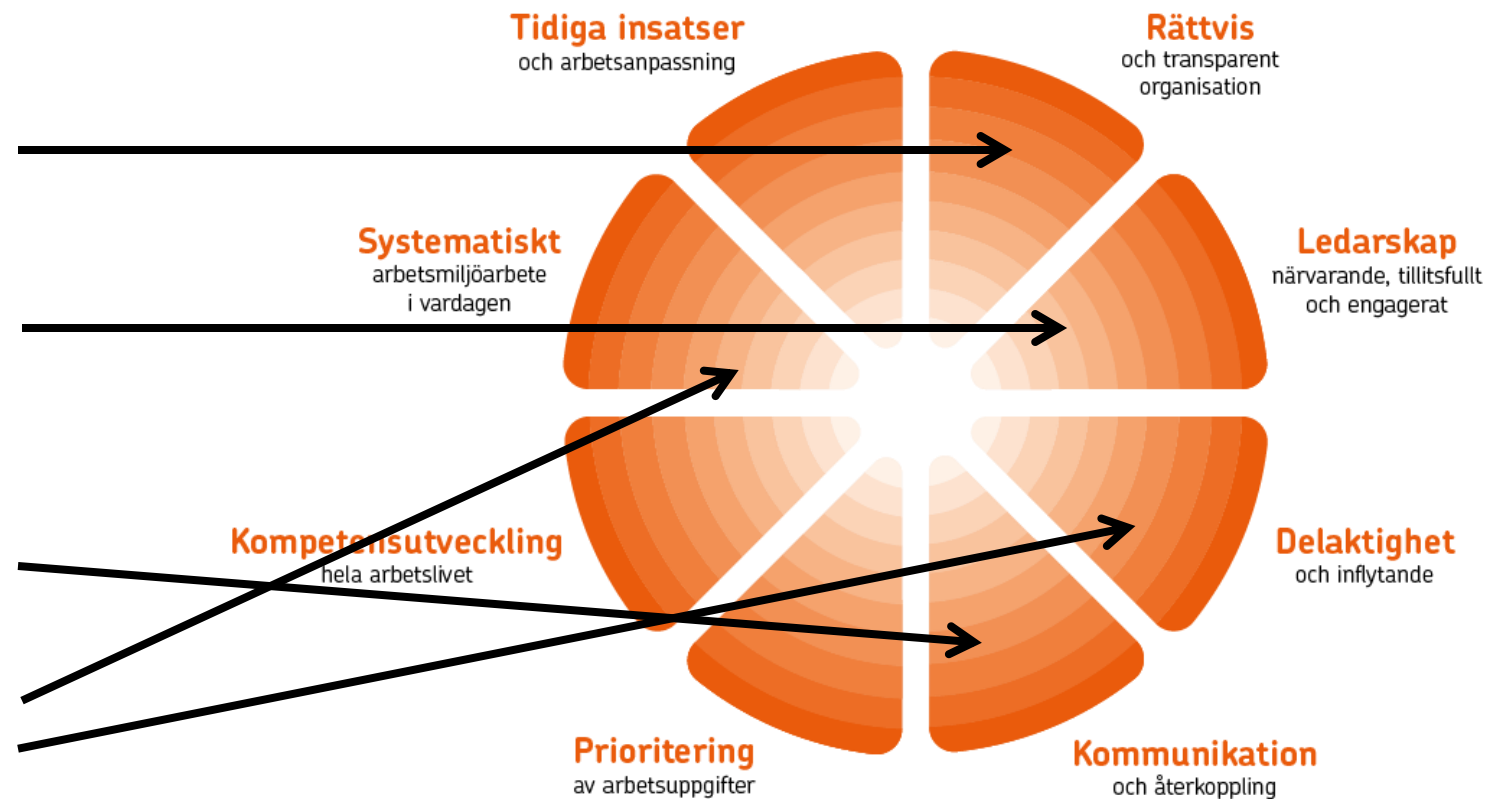 Tidiga insatser
och arbetsanpassning
Rättvis
och transparent
organisation
Systematiskt
arbetsmiljöarbete
i vardagen
Ledarskap
närvarande, tillitsfullt
och engagerat
Kompetensutveckling
hela arbetslivet
Delaktighet
och inflytande
Prioritering
av arbetsuppgifter
Kommunikation
och återkoppling